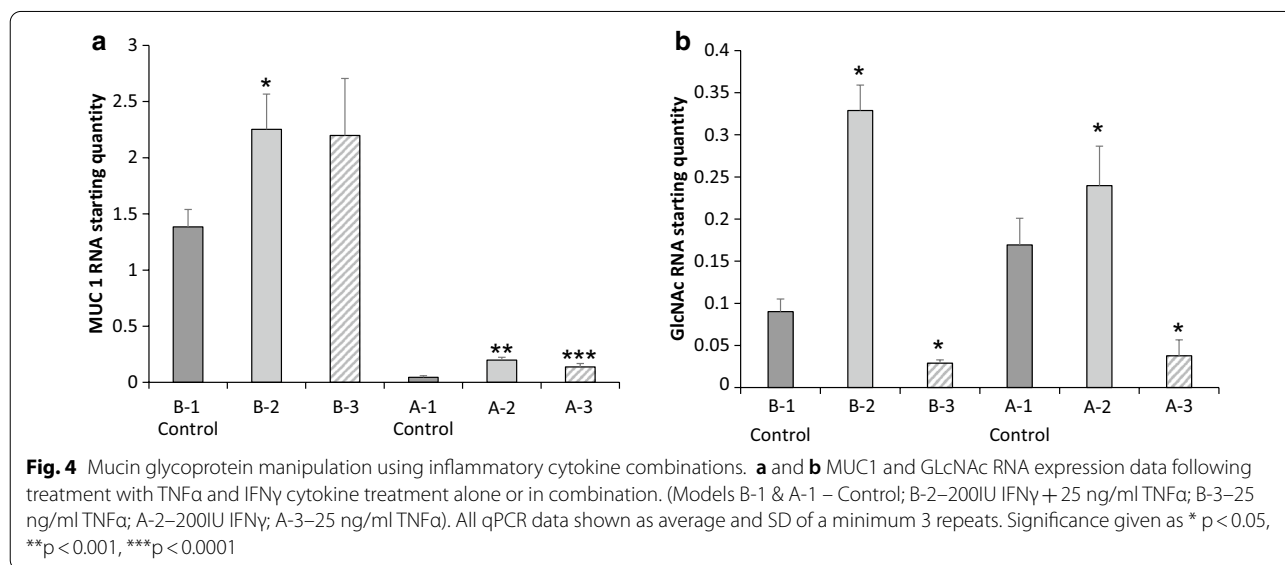 a
3
2.5
2
1.5
1
0.5
0
MUC 1 RNA starting quantity
*
**
***
B-1 B-2 B-3 A-1 A-2 A-3
Control Control
b
0.4
0.35
0.3
0.25
0.2
0.15
0.1
0.05
0
GlcNAc RNA starting quantity
*
*
*
*
B-1 B-2 B-3 A-1 A-2 A-3
Control Control
Fig. 4 Mucin glycoprotein manipulation using inflammatory cytokine combinations. a and b MUC1 and GLcNAc RNA expression data following
treatment with TNFα and IFNγ cytokine treatment alone or in combination. (Models B-1 & A-1 – Control; B-2–200IU IFNγ + 25 ng/ml TNFα; B-3–25
ng/ml TNFα; A-2–200IU IFNγ; A-3–25 ng/ml TNFα). All qPCR data shown as average and SD of a minimum 3 repeats. Significance given as * p < 0.05,
**p < 0.001, ***p < 0.0001